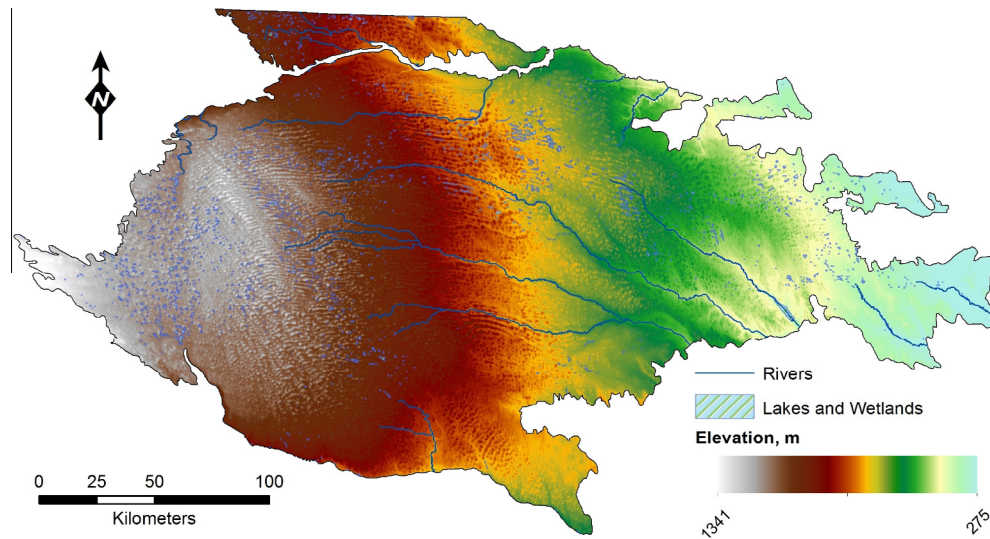 N
Rivers
Lakes and Wetlands
Elevation, m
1341
275
0 25 50 100
Kilometers